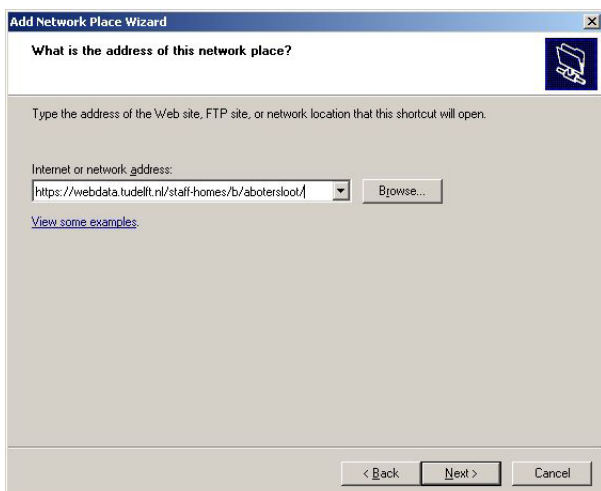 Add Network Place Wizard
What is the address of this network place?
Type the address of the Web site, FTP site, or network location that this shortcut will open.
Internet or network address:
https://webdata.tudelft.nl/staff-homes/b/abotersloot/
Browse...
View some examples.
< Back Next > Cancel